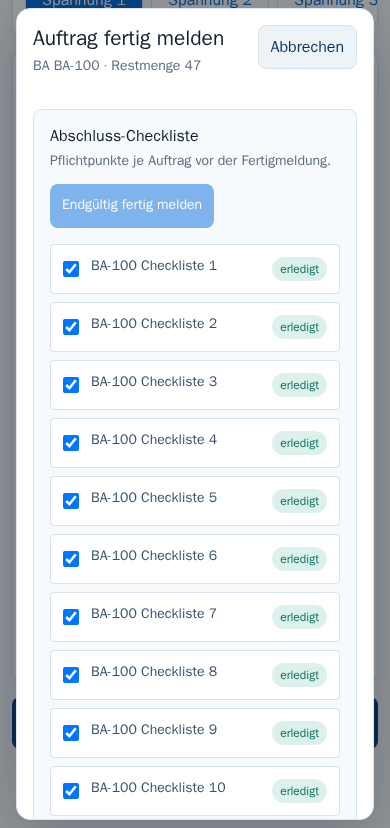 Spannung 1 Spannung 2 Spannung 3
Auftrag fertig melden
Abbrechen
BA BA-100 · Restmenge 47
Abschluss-Checkliste
Pflichtpunkte je Auftrag vor der Fertigmeldung.
Endgültig fertig melden
BA-100 Checkliste 1 erledigt
BA-100 Checkliste 2 erledigt
BA-100 Checkliste 3 erledigt
BA-100 Checkliste 4 erledigt
BA-100 Checkliste 5 erledigt
BA-100 Checkliste 6 erledigt
BA-100 Checkliste 7 erledigt
BA-100 Checkliste 8 erledigt
BA-100 Checkliste 9 erledigt
BA-100 Checkliste 10 erledigt